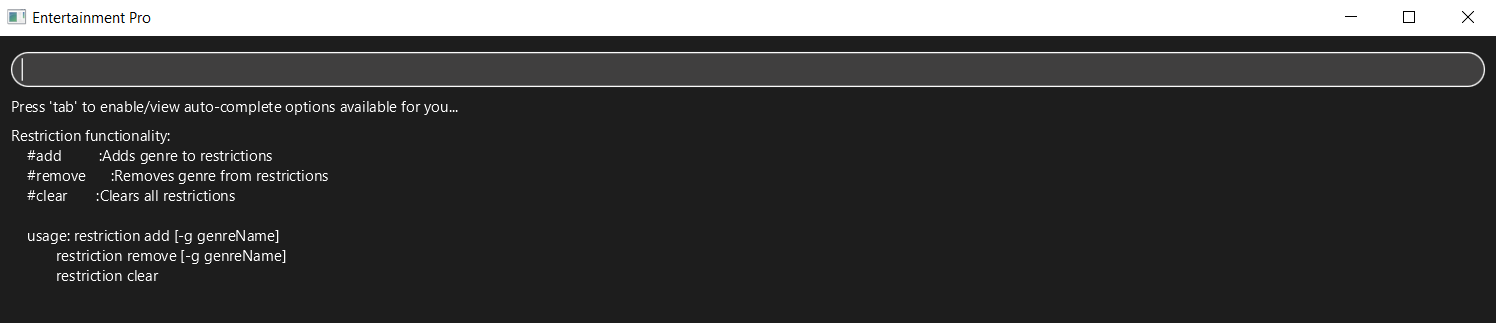 Entertainment Pro
Press 'tab' to enable/view auto-complete options available for you...
Restriction functionality:
#add :Adds genre to restrictions
#remove :Removes genre from restrictions
#clear :Clears all restrictions
usage: restriction add [-g genreName]
restriction remove [-g genreName]
restriction clear